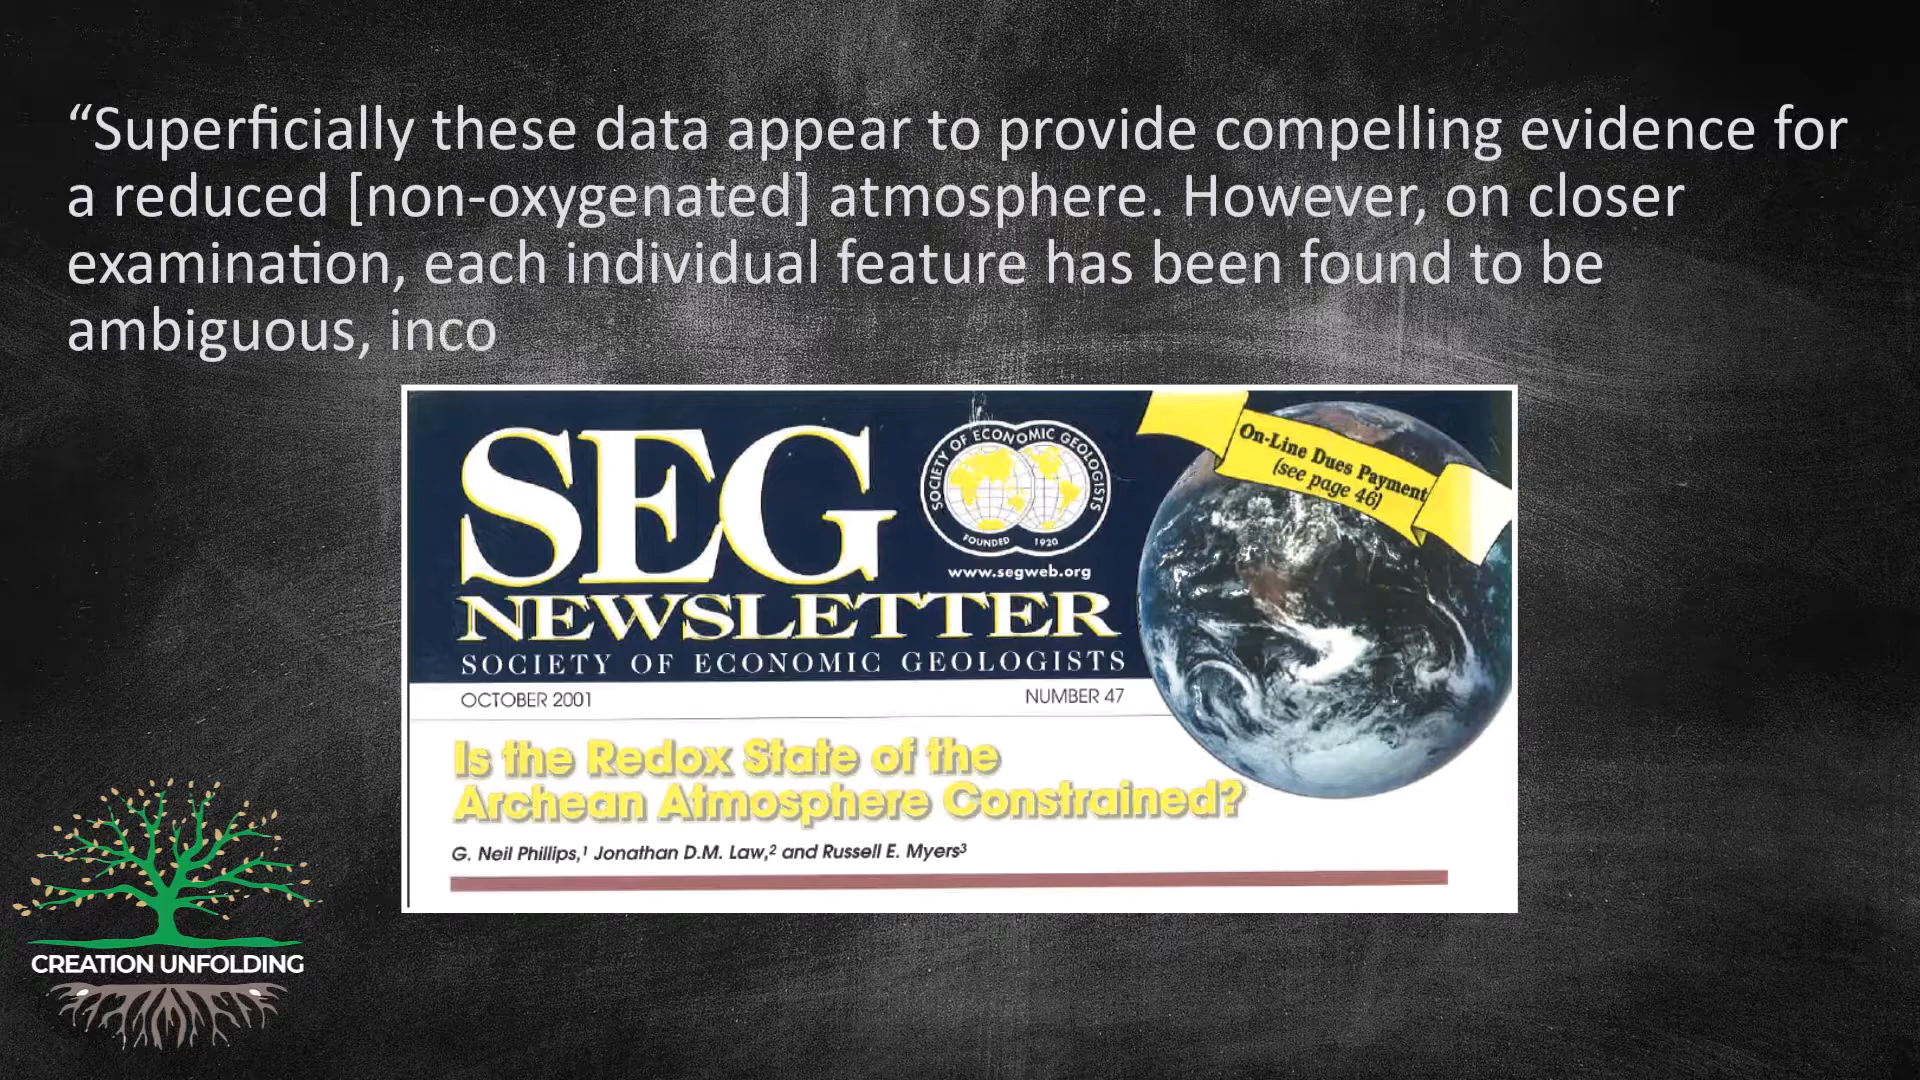 “Superficially these data appear to provide compelling evidence for
a reduced [non-oxygenated] atmosphere. However, on closer
examination, each individual feature has been found to be
ambiguous, inco
SEG
NEWSLETTER
SOCIETY OF ECONOMIC GEOLOGISTS
SOCIETY OF ECONOMIC GEOLOGISTS
FOUNDED 1920
www.segweb.org
On-Line Dues Payment
(see page 46)
OCTOBER 2001 NUMBER 47
Is the Redox State of the
Archean Atmosphere Constrained?
G. Neil Phillips,¹ Jonathan D.M. Law,² and Russell E. Myers³
CREATION UNFOLDING